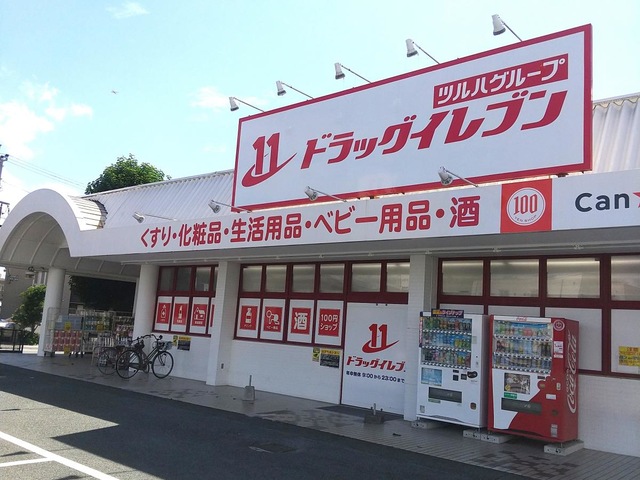 ツルハグループ
11 ドラッグイレブン
くすり・化粧品・生活用品・ベビー用品・酒
100
Can
酒
100円
ショップ
11
ドラッグイレブン
Coca-Cola